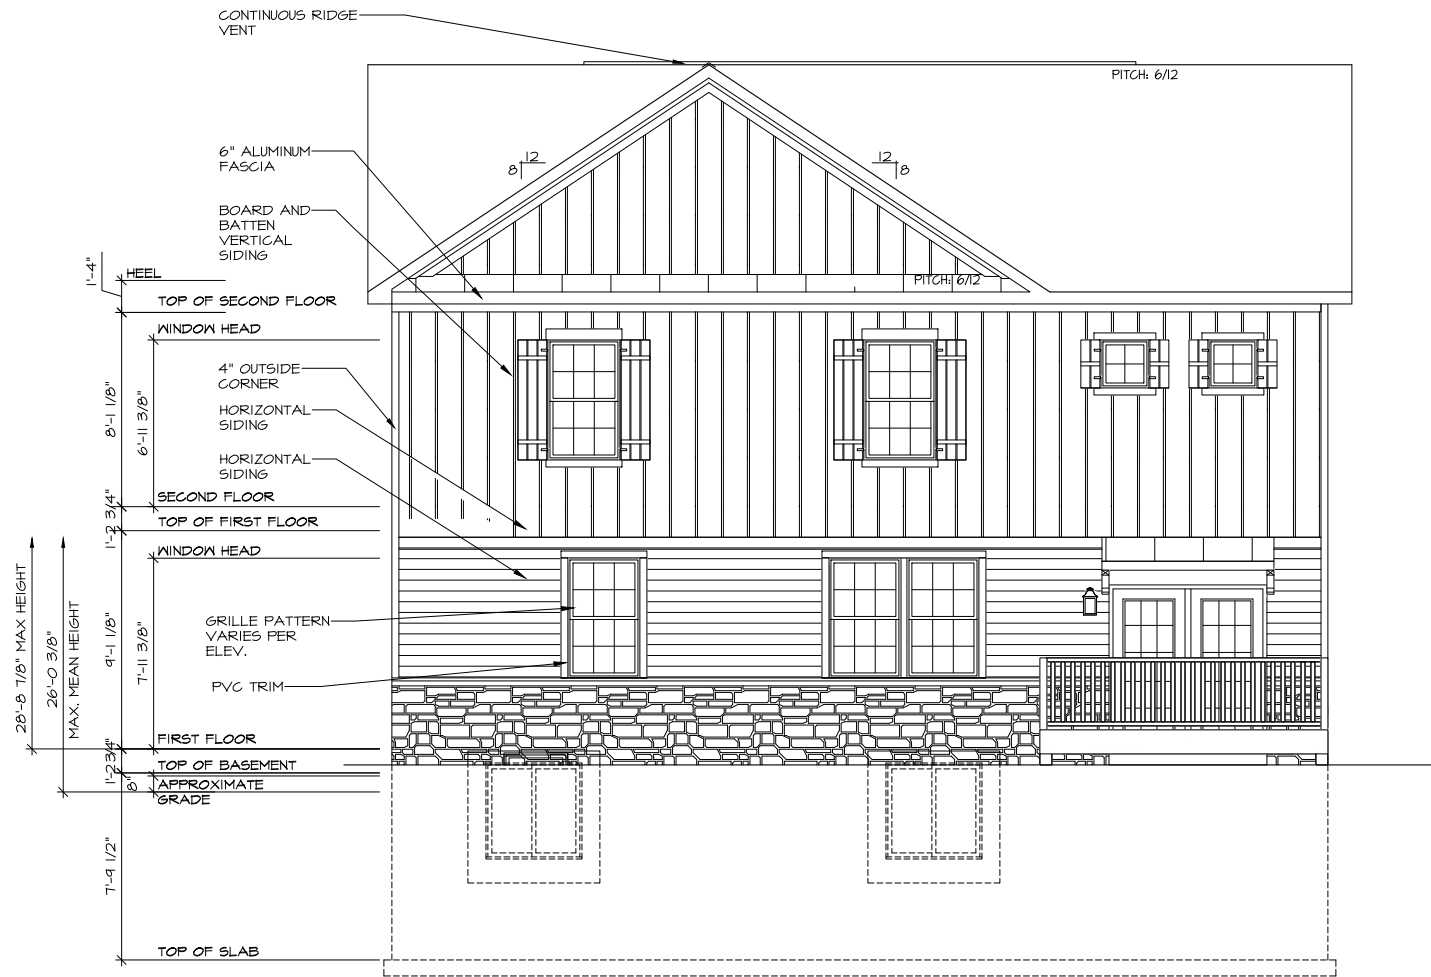 CONTINUOUS RIDGE
VENT
PITCH: 6/12
6" ALUMINUM
FASCIA
12
8
12
8
BOARD AND
BATTEN
VERTICAL
SIDING
1'-4"
HEEL
PITCH: 6/12
TOP OF SECOND FLOOR
WINDOW HEAD
4" OUTSIDE
CORNER
8'-1 1/8"
6'-11 3/8"
HORIZONTAL
SIDING
HORIZONTAL
SIDING
SECOND FLOOR
1'-2 3/4"
TOP OF FIRST FLOOR
WINDOW HEAD
28'-8 7/8" MAX HEIGHT
26'-0 3/8"
MAX. MEAN HEIGHT
9'-1 1/8"
7'-11 3/8"
GRILLE PATTERN
VARIES PER
ELEV.
PVC TRIM
FIRST FLOOR
1'-2 3/4"
TOP OF BASEMENT
8"
APPROXIMATE
GRADE
7'-9 1/2"
TOP OF SLAB